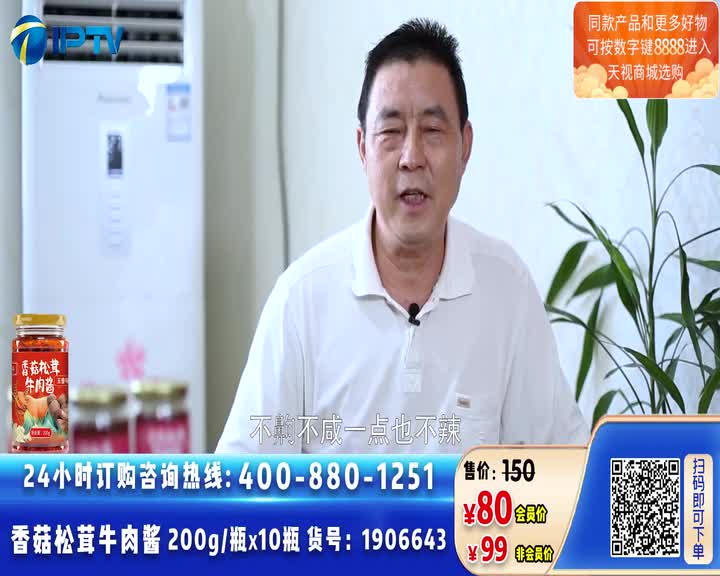 IPTV
同款产品和更多好物
可按数字键8888进入
天视商城选购
香菇松茸
牛肉酱
不齁不咸一点也不辣
24小时订购咨询热线:400-880-1251
香菇松茸牛肉酱 200g/瓶x10瓶 货号：1906643
售价: 150
¥80会员价
¥99 非会员价
扫码即可下单